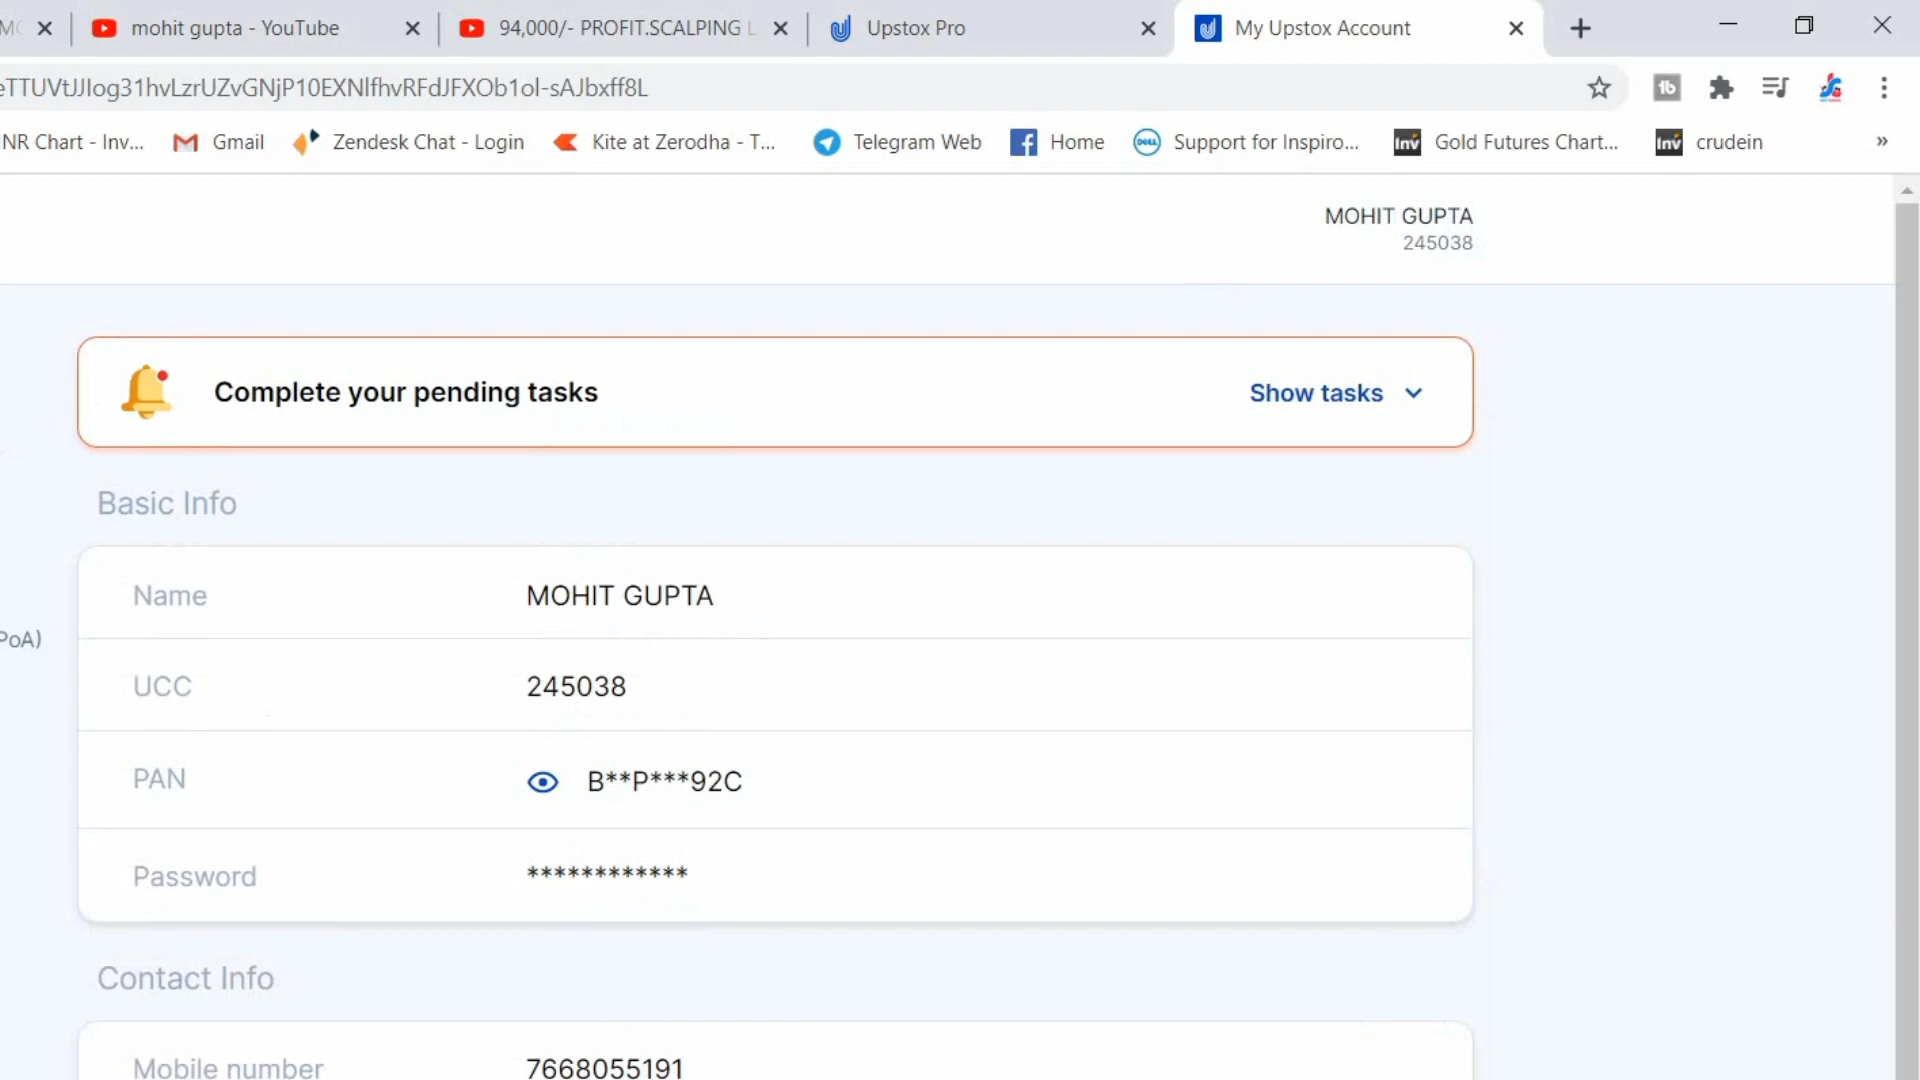 mohit gupta - YouTube
94,000/- PROFIT.SCALPING
Upstox Pro
My Upstox Account
eTTUVtJJIog31hvLzrUZvGNjP10EXNlfhvRFdJFXOb1ol-sAJbxff8L
NR Chart - Inv...
Gmail
Zendesk Chat - Login
Kite at Zerodha - T...
Telegram Web
Home
Support for Inspiro...
Gold Futures Chart...
crudein
»
MOHIT GUPTA
245038
Complete your pending tasks
Show tasks
Basic Info
Name
MOHIT GUPTA
PoA)
UCC
245038
PAN
B**P***92C
Password
************
Contact Info
Mobile number
7668055191